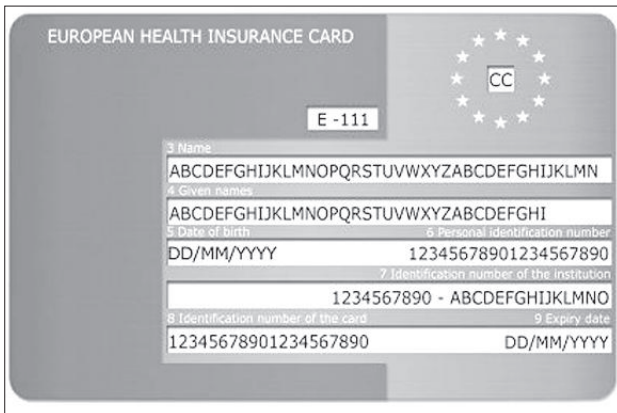 EUROPEAN HEALTH INSURANCE CARD
CC
E -111
3 Name
ABCDEFGHIJKLMNOPQRSTUVWXYZABCDEFGHIJKLMN
4 Given names
ABCDEFGHIJKLMNOPQRSTUVWXYZABCDEFGHI
5 Date of birth 6 Personal identification number
DD/MM/YYYY 12345678901234567890
7 Identification number of the institution
1234567890 - ABCDEFGHIJKLMNO
8 Identification number of the card 9 Expiry date
12345678901234567890 DD/MM/YYYY